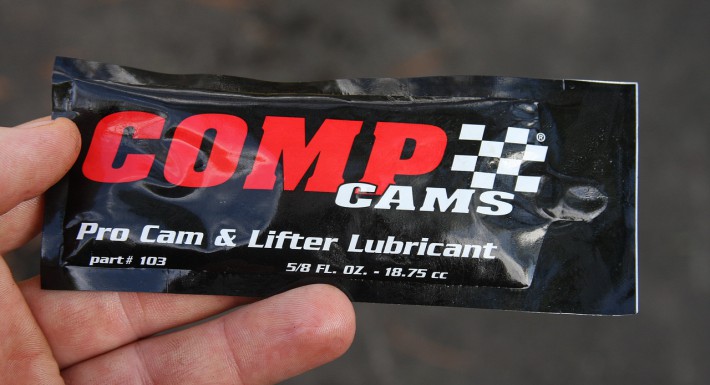 COMP
CAMS®
Pro Cam & Lifter Lubricant
part# 103
5/8 FL. OZ. - 18.75 cc